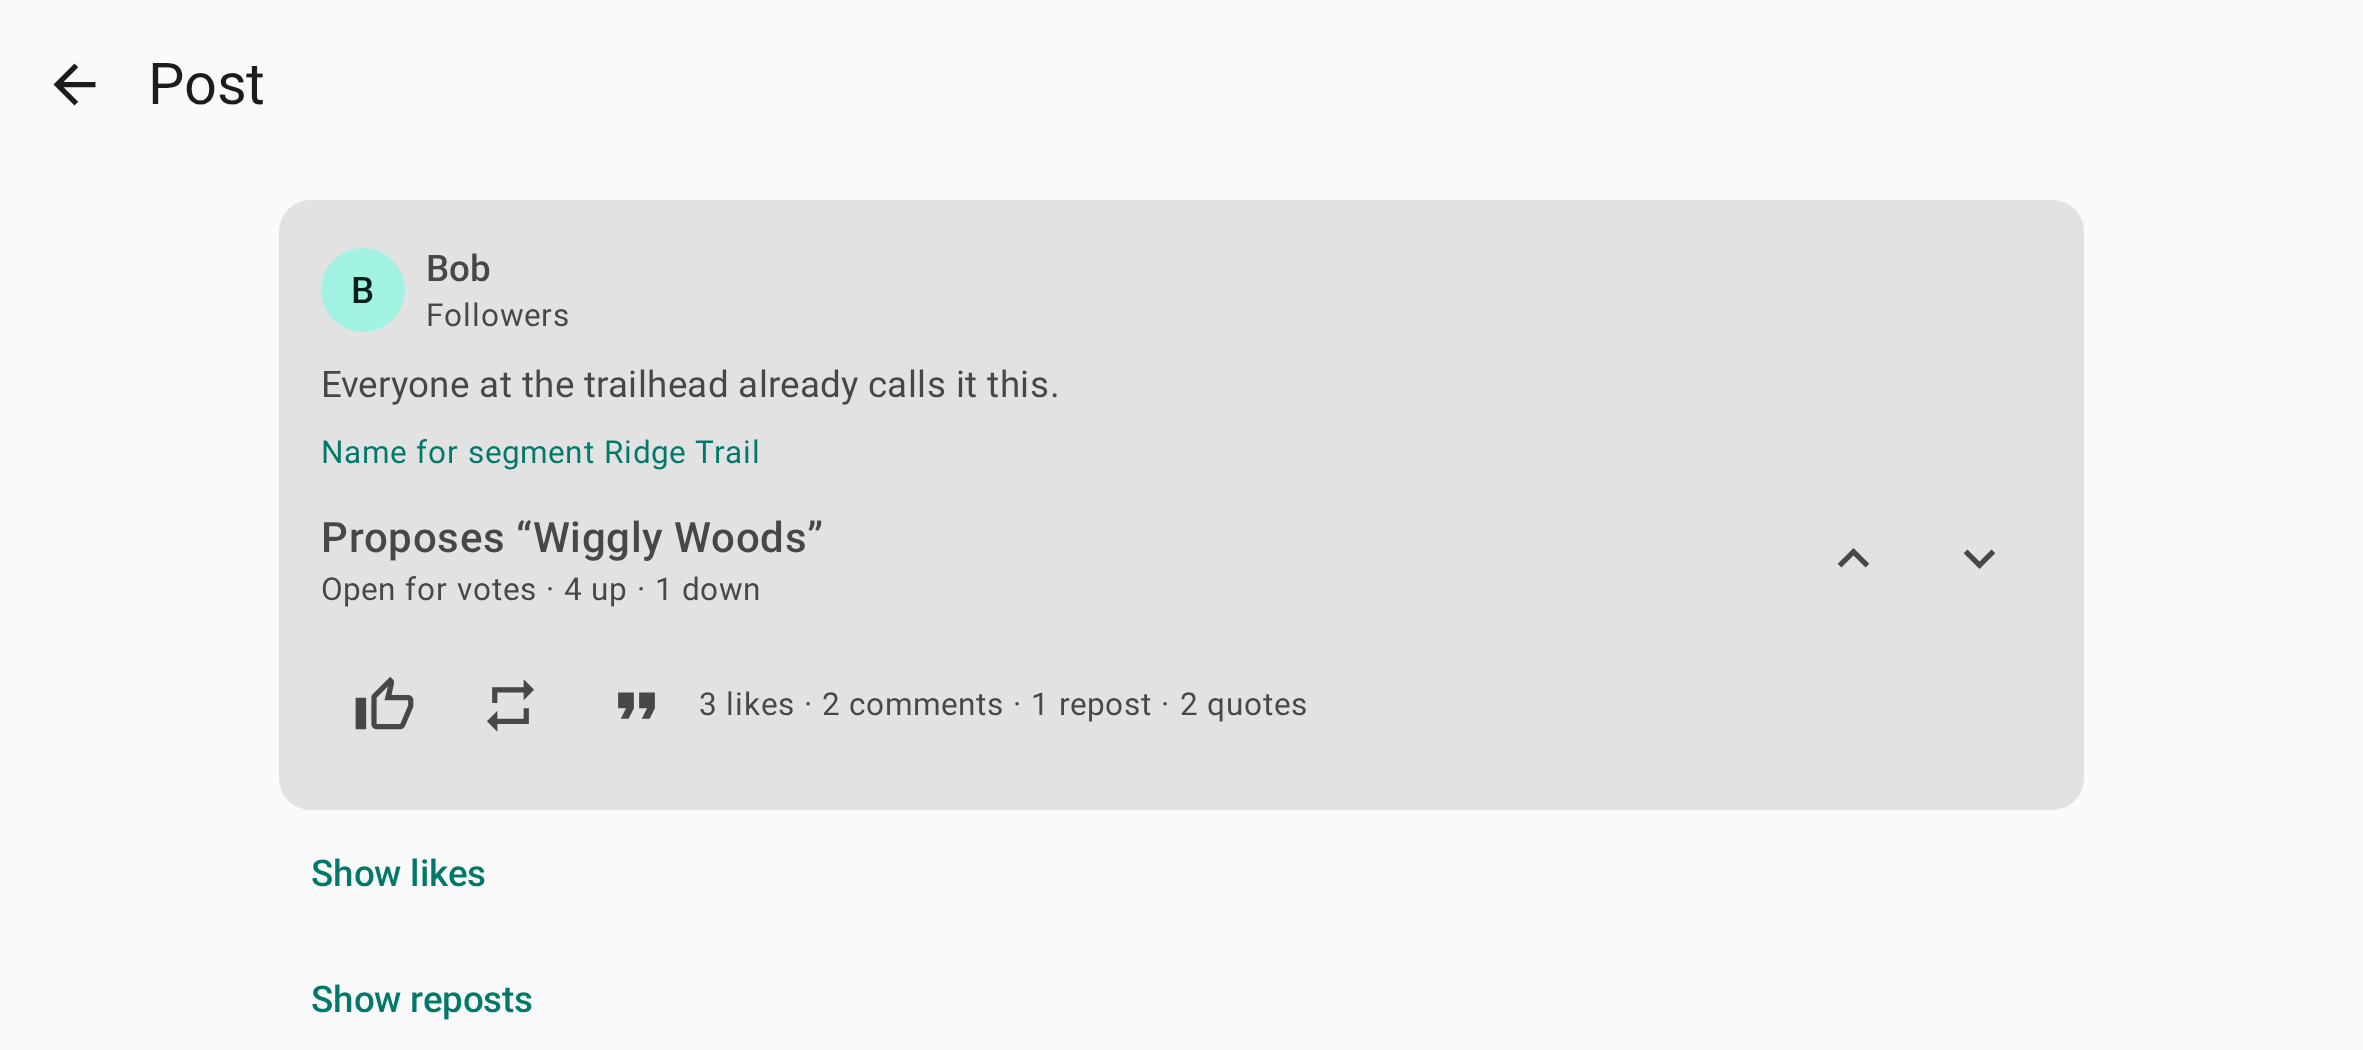 Post
B
Bob
Followers
Everyone at the trailhead already calls it this.
Name for segment Ridge Trail
Proposes “Wiggly Woods”
Open for votes · 4 up · 1 down
3 likes · 2 comments · 1 repost · 2 quotes
Show likes
Show reposts